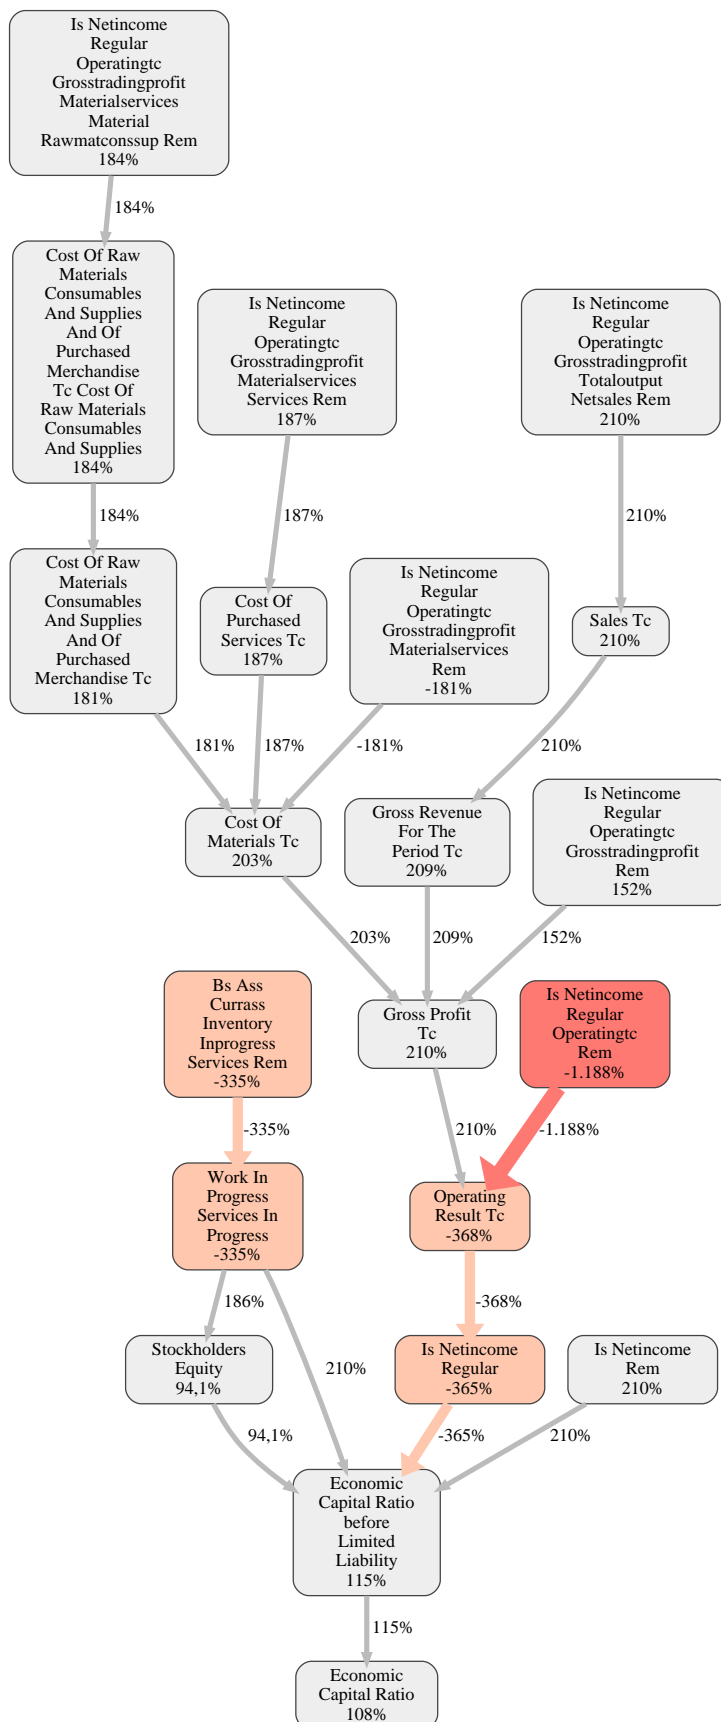 Is Netincome
Regular
Operatingtc
Grosstradingprofit
Materialservices
Material
Rawmatconssup Rem
184%
184%
Cost Of Raw
Materials
Consumables
And Supplies
And Of
Purchased
Merchandise
Tc Cost Of
Raw Materials
Consumables
And Supplies
184%
Is Netincome
Regular
Operatingtc
Grosstradingprofit
Materialservices
Services Rem
187%
Is Netincome
Regular
Operatingtc
Grosstradingprofit
Totaloutput
Netsales Rem
210%
184%
187%
210%
Cost Of Raw
Materials
Consumables
And Supplies
And Of
Purchased
Merchandise Tc
181%
Cost Of
Purchased
Services Tc
187%
Is Netincome
Regular
Operatingtc
Grosstradingprofit
Materialservices
Rem
-181%
Sales Tc
210%
181%
187%
-181%
210%
Cost Of
Materials Tc
203%
Gross Revenue
For The
Period Tc
209%
Is Netincome
Regular
Operatingtc
Grosstradingprofit
Rem
152%
203%
209%
152%
Bs Ass
Currass
Inventory
Inprogress
Services Rem
-335%
Gross Profit
Tc
210%
Is Netincome
Regular
Operatingtc
Rem
-1.188%
-335%
210%
-1.188%
Work In
Progress
Services In
Progress
-335%
Operating
Result Tc
-368%
186%
210%
-368%
Stockholders
Equity
94,1%
Is Netincome
Regular
-365%
Is Netincome
Rem
210%
94,1%
-365%
210%
Economic
Capital Ratio
before
Limited
Liability
115%
115%
Economic
Capital Ratio
108%